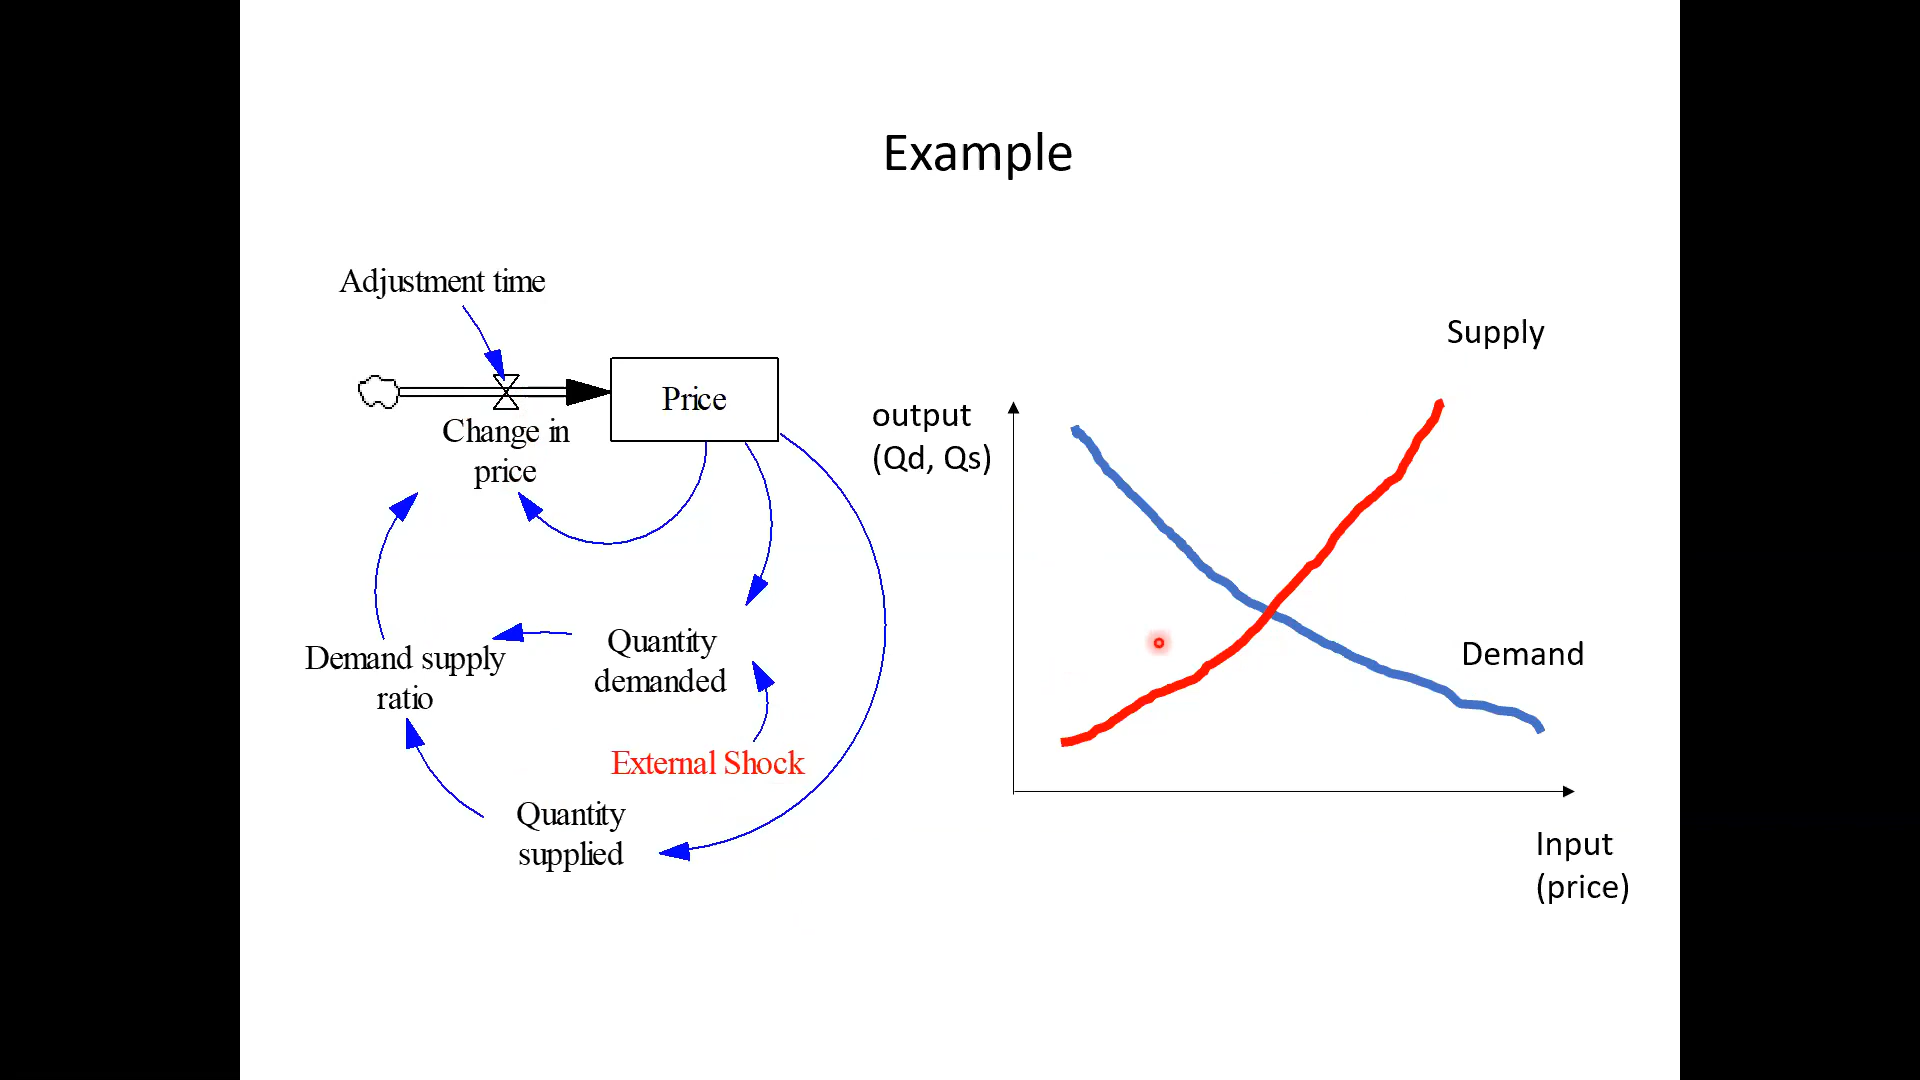 Example
Adjustment time
Price
Change in
price
Demand supply
ratio
Quantity
demanded
External Shock
Quantity
supplied
output
(Qd, Qs)
Supply
Demand
Input
(price)